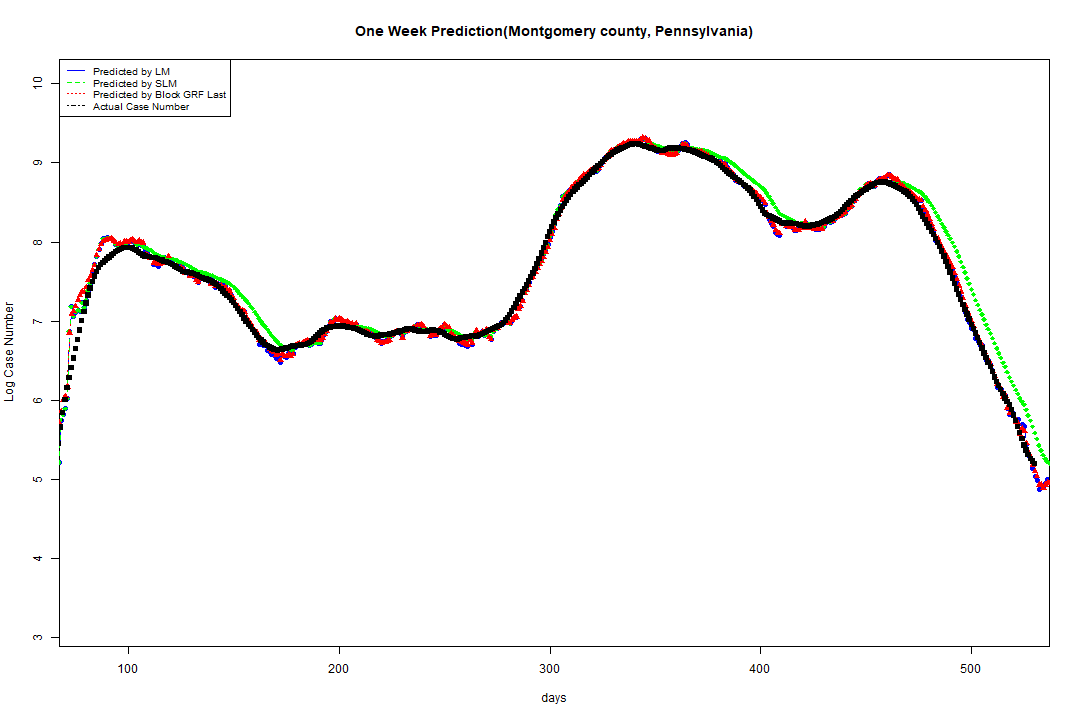 One Week Prediction(Montgomery county, Pennsylvania)
Predicted by LM
Predicted by SLM
Predicted by Block GRF Last
Actual Case Number
Log Case Number
10
9
8
7
6
5
4
3
100 200 300 400 500
days